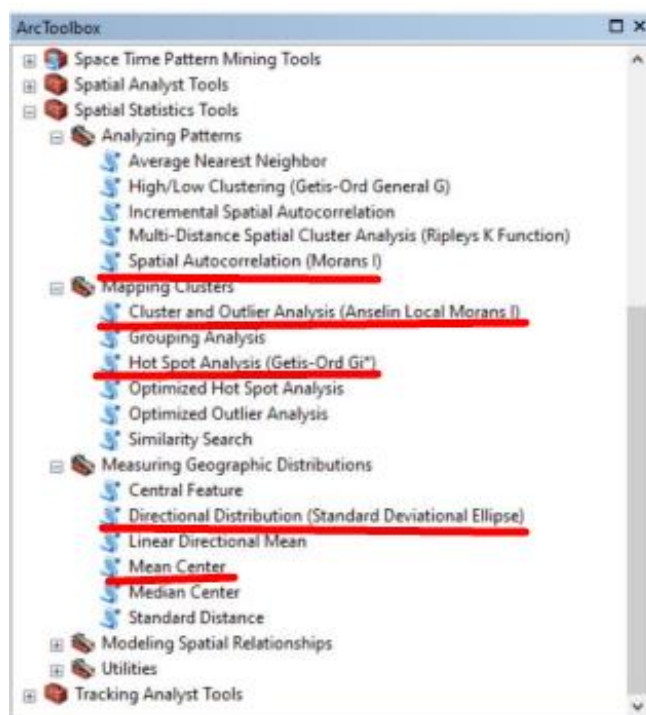 ArcToolbox
Space Time Pattern Mining Tools
Spatial Analyst Tools
Spatial Statistics Tools
Analyzing Patterns
Average Nearest Neighbor
High/Low Clustering (Getis-Ord General G)
Incremental Spatial Autocorrelation
Multi-Distance Spatial Cluster Analysis (Ripleys K Function)
Spatial Autocorrelation (Morans I)
Mapping Clusters
Cluster and Outlier Analysis (Anselin Local Morans I)
Grouping Analysis
Hot Spot Analysis (Getis-Ord Gi*)
Optimized Hot Spot Analysis
Optimized Outlier Analysis
Similarity Search
Measuring Geographic Distributions
Central Feature
Directional Distribution (Standard Deviational Ellipse)
Linear Directional Mean
Mean Center
Median Center
Standard Distance
Modeling Spatial Relationships
Utilities
Tracking Analyst Tools